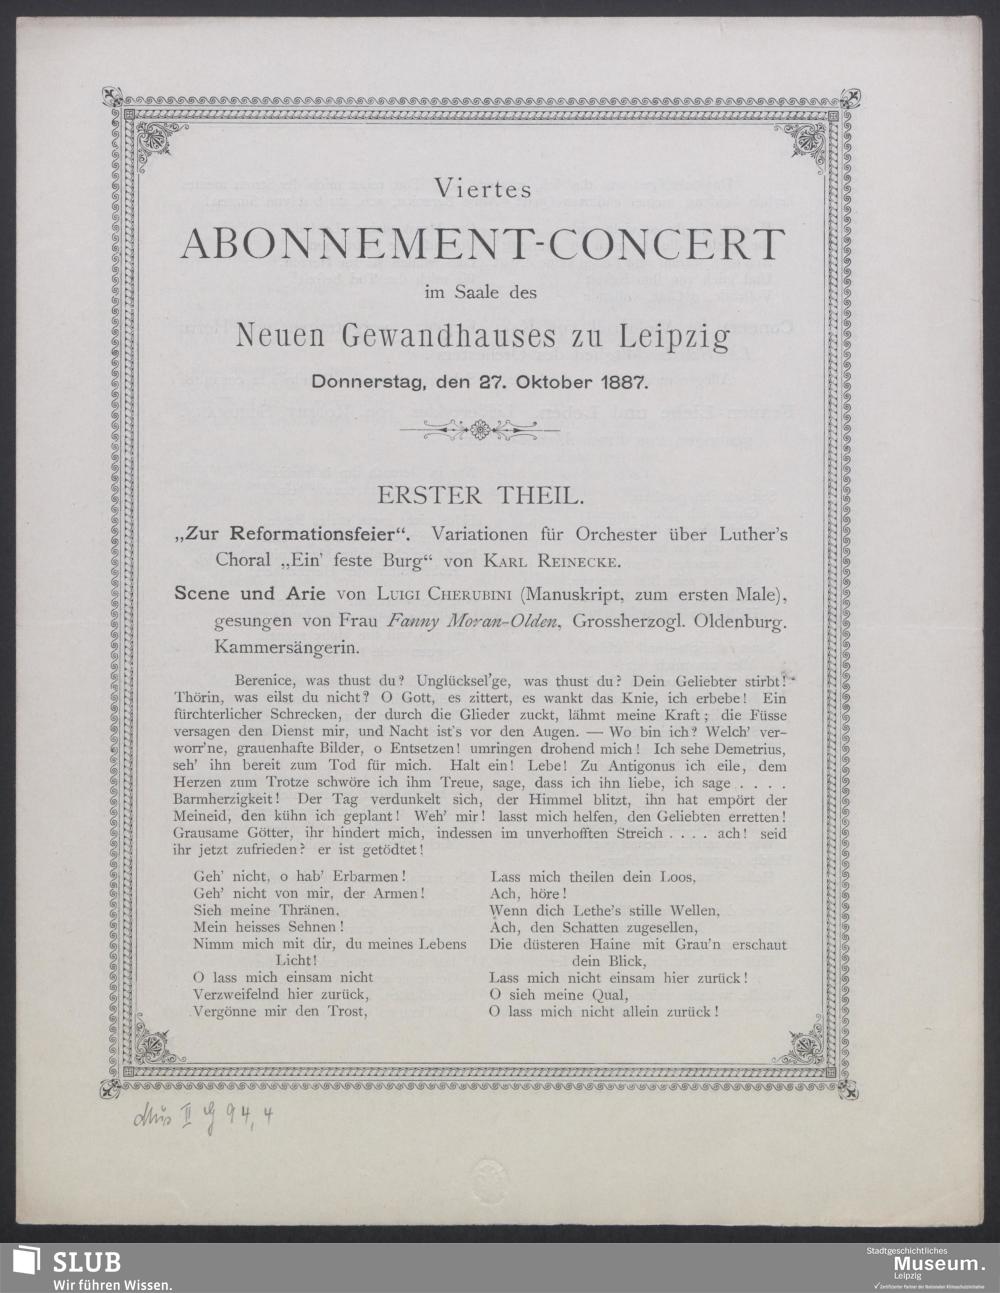 Viertes
ABONNEMENT-CONCERT
im Saale des
Neuen Gewandhauses zu Leipzig
Donnerstag, den 27. Oktober 1887.
ERSTER THEIL.
„Zur Reformationsfeier“. Variationen für Orchester über Luther's
Choral „Ein' feste Burg“ von KARL REINECKE.
Scene und Arie von LUIGI CHERUBINI (Manuskript, zum ersten Male),
gesungen von Frau Fanny Moran-Olden, Grossherzogl. Oldenburg.
Kammersängerin.
Berenice, was thust du? Unglücksel'ge, was thust du? Dein Geliebter stirbt!
Thörin, was eilst du nicht? O Gott, es zittert, es wankt das Knie, ich erbebe! Ein
fürchterlicher Schrecken, der durch die Glieder zuckt, lähmt meine Kraft; die Füsse
versagen den Dienst mir, und Nacht ist's vor den Augen. — Wo bin ich? Welch' ver-
worr'ne, grauenhafte Bilder, o Entsetzen! umringen drohend mich! Ich sehe Demetrius,
seh' ihn bereit zum Tod für mich. Halt ein! Lebe! Zu Antigonus ich eile, dem
Herzen zum Trotze schwöre ich ihm Treue, sage, dass ich ihn liebe, ich sage . . . .
Barmherzigkeit! Der Tag verdunkelt sich, der Himmel blitzt, ihn hat empört der
Meineid, den kühn ich geplant! Weh' mir! lasst mich helfen, den Geliebten erretten!
Grausame Götter, ihr hindert mich, indessen im unverhofften Streich . . . . ach! seid
ihr jetzt zufrieden? er ist getödtet!
Geh' nicht, o hab' Erbarmen!
Geh' nicht von mir, der Armen!
Sieh meine Thränen,
Mein heisses Sehnen!
Nimm mich mit dir, du meines Lebens
Licht!
O lass mich einsam nicht
Verzweifelnd hier zurück,
Vergönne mir den Trost,
Lass mich theilen dein Loos,
Ach, höre!
Wenn dich Lethe's stille Wellen,
Ach, den Schatten zugesellen,
Die düsteren Haine mit Grau'n erschaut
dein Blick,
Lass mich nicht einsam hier zurück!
O sieh meine Qual,
O lass mich nicht allein zurück!
Mus II G 94, 4
SLUB
Wir führen Wissen.
Stadtgeschichtliches
Museum.
Leipzig
Zertifizierter Partner der Nationalen Klimaschutzinitiative